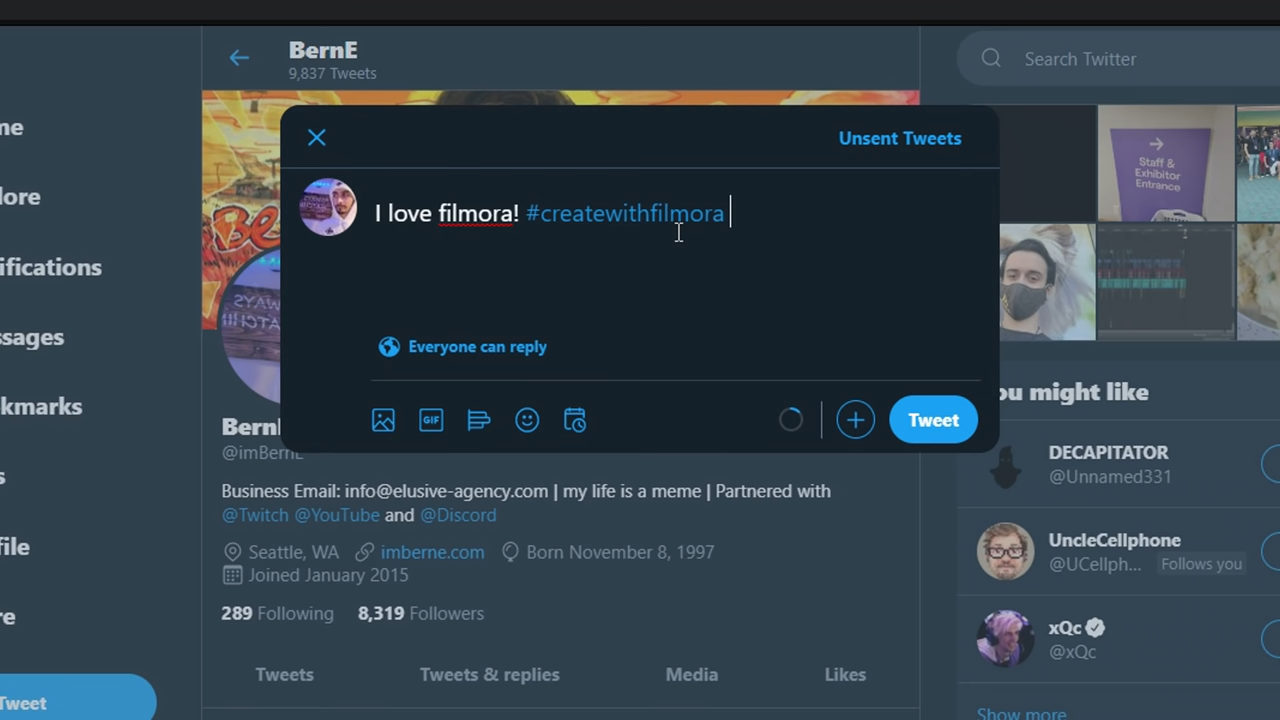 BernE
9,837 Tweets
Search Twitter
me
lore
ifications
ssages
kmarks
s
file
re
Tweet
Unsent Tweets
I love filmora! #createwithfilmora
Everyone can reply
GIF
Tweet
Staff &
Exhibitor
Entrance
@imBernE
Business Email: info@elusive-agency.com | my life is a meme | Partnered with
@Twitch @YouTube and @Discord
Seattle, WA imberne.com Born November 8, 1997
Joined January 2015
289 Following 8,319 Followers
Tweets Tweets & replies Media Likes
ou might like
DECAPITATOR
@Unnamed331
UncleCellphone
@UCellph... Follows you
xQc
@xQc
Show more